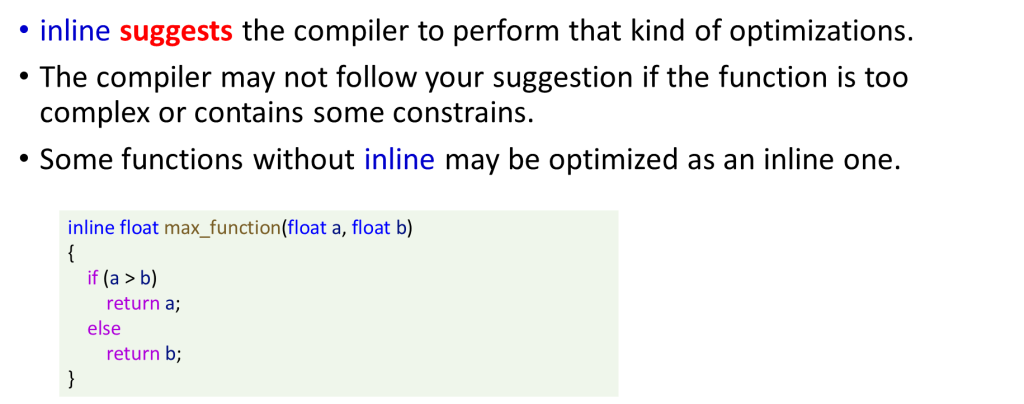 • inline suggests the compiler to perform that kind of optimizations.
• The compiler may not follow your suggestion if the function is too
complex or contains some constrains.
• Some functions without inline may be optimized as an inline one.
inline float max_function(float a, float b)
{
if (a > b)
return a;
else
return b;
}